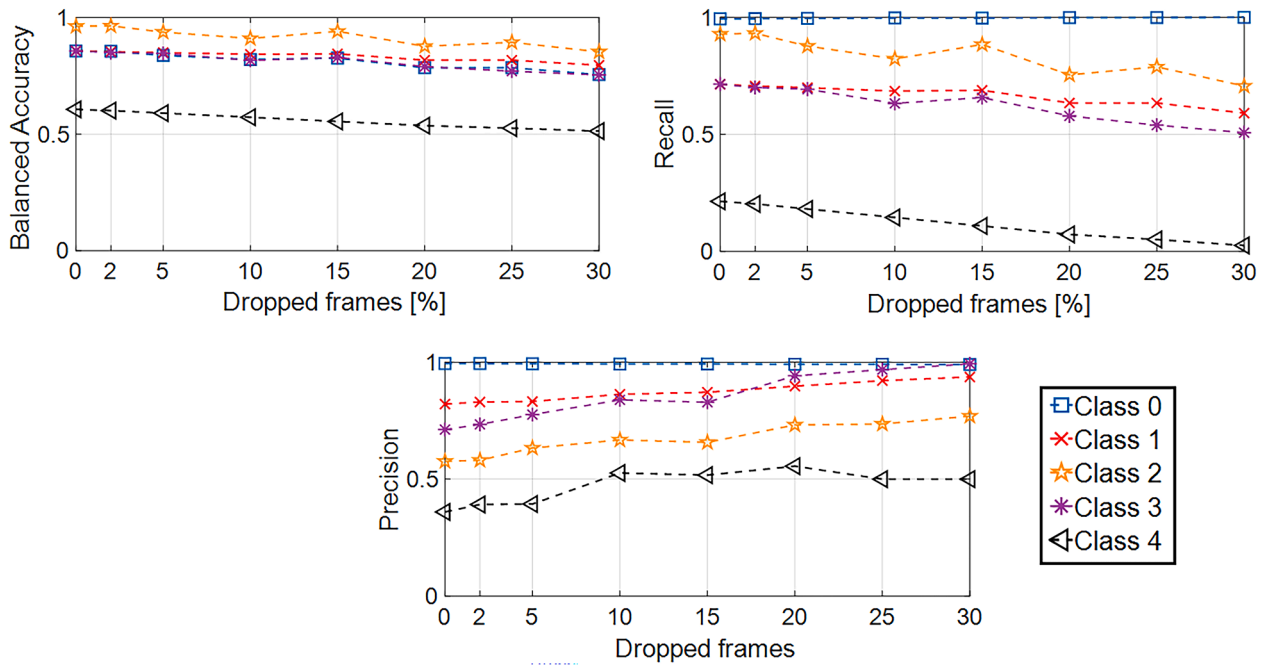 Balanced Accuracy
1
0.5
0
0 2 5 10 15 20 25 30
Dropped frames [%]
Recall
1
0.5
0
0 2 5 10 15 20 25 30
Dropped frames [%]
Precision
1
0.5
0
0 2 5 10 15 20 25 30
Dropped frames
Class 0
Class 1
Class 2
Class 3
Class 4